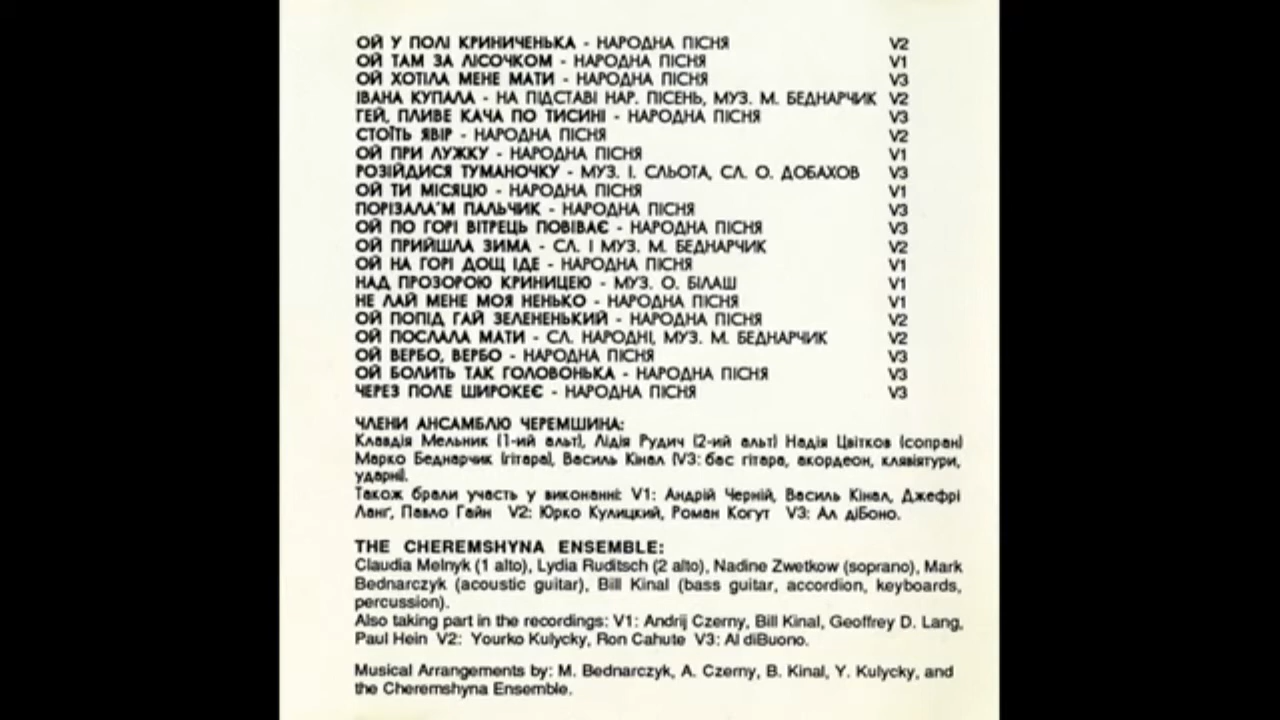 ОЙ У ПОЛІ КРИНИЧЕНЬКА - НАРОДНА ПІСНЯ V2
ОЙ ТАМ ЗА ЛІСОЧКОМ - НАРОДНА ПІСНЯ V1
ОЙ ХОТІЛА МЕНЕ МАТИ - НАРОДНА ПІСНЯ V3
ІВАНА КУПАЛА - НА ПІДСТАВІ НАР. ПІСЕНЬ, МУЗ. М. БЕДНАРЧИК V2
ГЕЙ, ПЛИВЕ КАЧА ПО ТИСИНІ - НАРОДНА ПІСНЯ V3
СТОЇТЬ ЯВІР - НАРОДНА ПІСНЯ V2
ОЙ ПРИ ЛУЖКУ - НАРОДНА ПІСНЯ V1
РОЗІЙДИСЯ ТУМАНОЧКУ - МУЗ. І. СЛЬОТА, СЛ. О. ДОБАХОВ V3
ОЙ ТИ МІСЯЦЮ - НАРОДНА ПІСНЯ V1
ПОРІЗАЛА'М ПАЛЬЧИК - НАРОДНА ПІСНЯ V3
ОЙ ПО ГОРІ ВІТРЕЦЬ ПОВІВАЄ - НАРОДНА ПІСНЯ V3
ОЙ ПРИЙШЛА ЗИМА - СЛ. І МУЗ. М. БЕДНАРЧИК V2
ОЙ НА ГОРІ ДОЩ ІДЕ - НАРОДНА ПІСНЯ V1
НАД ПРОЗОРОЮ КРИНИЦЕЮ - МУЗ. О. БІЛАШ V1
НЕ ЛАЙ МЕНЕ МОЯ НЕНЬКО - НАРОДНА ПІСНЯ V1
ОЙ ПОПІД ГАЙ ЗЕЛЕНЕНЬКИЙ - НАРОДНА ПІСНЯ V2
ОЙ ПОСЛАЛА МАТИ - СЛ. НАРОДНІ, МУЗ. М. БЕДНАРЧИК V2
ОЙ ВЕРБО, ВЕРБО - НАРОДНА ПІСНЯ V3
ОЙ БОЛИТЬ ТАК ГОЛОВОНЬКА - НАРОДНА ПІСНЯ V3
ЧЕРЕЗ ПОЛЕ ШИРОКЕЄ - НАРОДНА ПІСНЯ V3
ЧЛЕНИ АНСАМБЛЮ ЧЕРЕМШИНА:
Клавдія Мельник (1-ий альт), Лідія Рудич (2-ий альт) Надія Цвітков (сопран)
Марко Беднарчик (гітара), Василь Кінал (V3: бас гітара, акордеон, клявіятури,
ударні).
Також брали участь у виконанні: V1: Андрій Черній, Василь Кінал, Джефрі
Ланг, Павло Гайн V2: Юрко Кулицкий, Роман Когут V3: Ал діБоно.
THE CHEREMSHYNA ENSEMBLE:
Claudia Melnyk (1 alto), Lydia Ruditsch (2 alto), Nadine Zwetkow (soprano), Mark
Bednarczyk (acoustic guitar), Bill Kinal (bass guitar, accordion, keyboards,
percussion).
Also taking part in the recordings: V1: Andrij Czerny, Bill Kinal, Geoffrey D. Lang,
Paul Hein V2: Yourko Kulycky, Ron Cahute V3: Al diBuono.
Musical Arrangements by: M. Bednarczyk, A. Czerny, B. Kinal, Y. Kulycky, and
the Cheremshyna Ensemble.